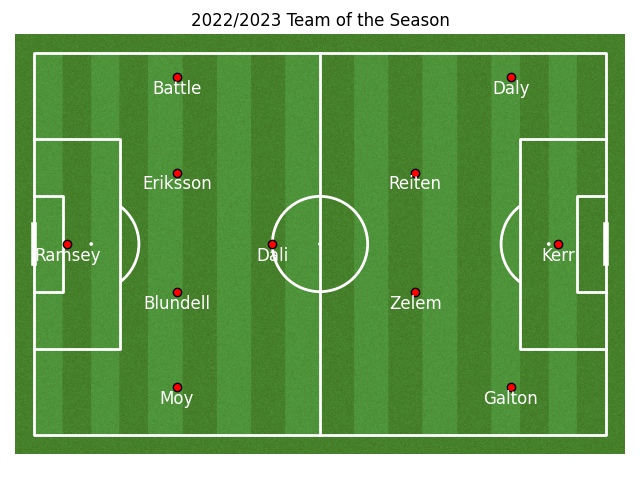 2022/2023 Team of the Season
Battle
Daly
Eriksson
Reiten
Ramsey
Dali
Kerr
Blundell
Zelem
Moy
Galton